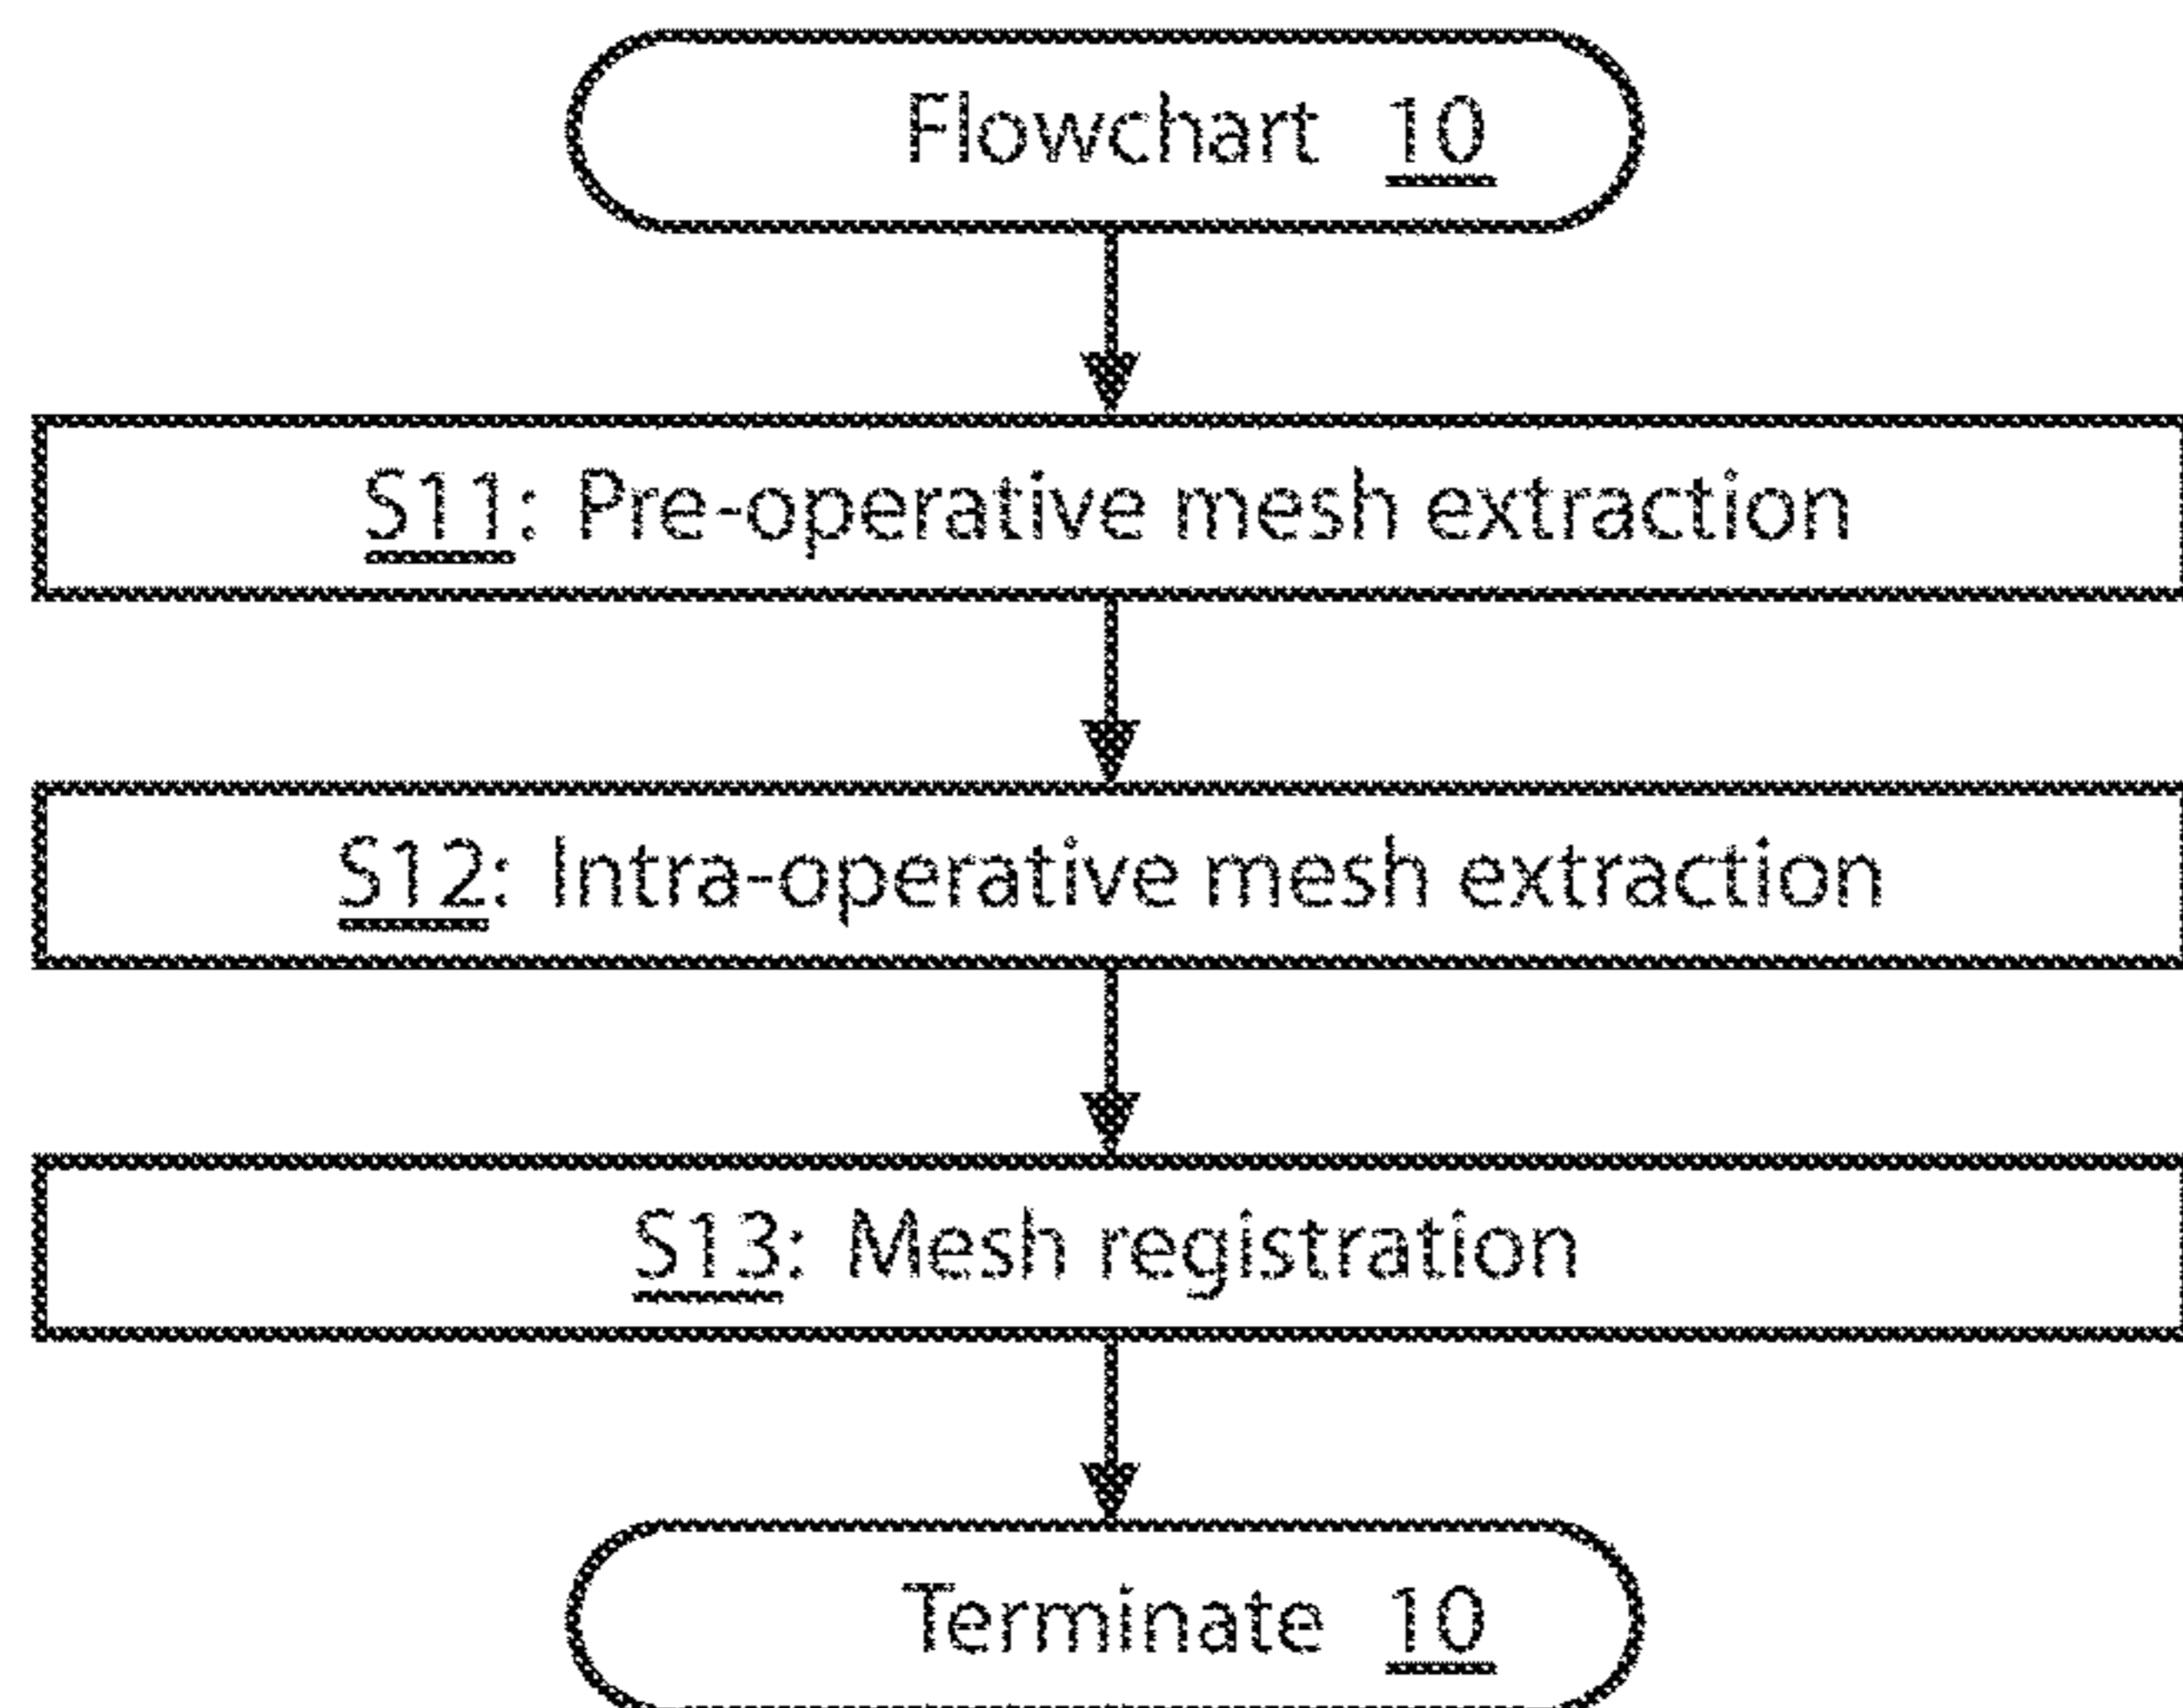 Flowchart 10
S11: Pre-operative mesh extraction
S12: Intra-operative mesh extraction
S13: Mesh registration
Terminate 10